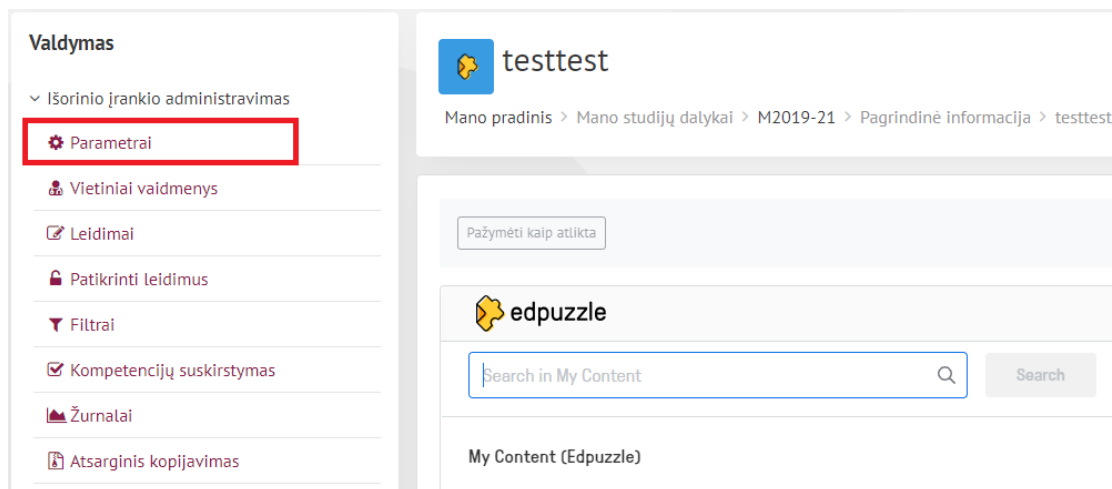 Valdymas
Išorinio įrankio administravimas
Parametrai
Vietiniai vaidmenys
Leidimai
Patikrinti leidimus
Filtrai
Kompetencijų suskirstymas
Žurnalai
Atsarginis kopijavimas
testtest
Mano pradinis > Mano studijų dalykai > M2019-21 > Pagrindinė informacija > testtest
Pažymėti kaip atlikta
edpuzzle
Search in My Content
Search
My Content (Edpuzzle)